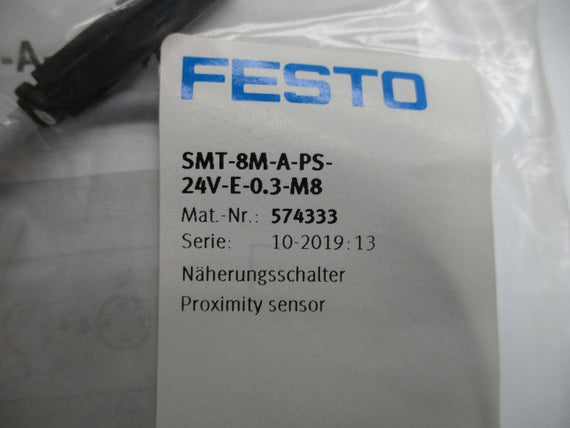 FESTO
SMT-8M-A-PS-
24V-E-0.3-M8
Mat.-Nr.: 574333
Serie: 10-2019:13
Näherungsschalter
Proximity sensor